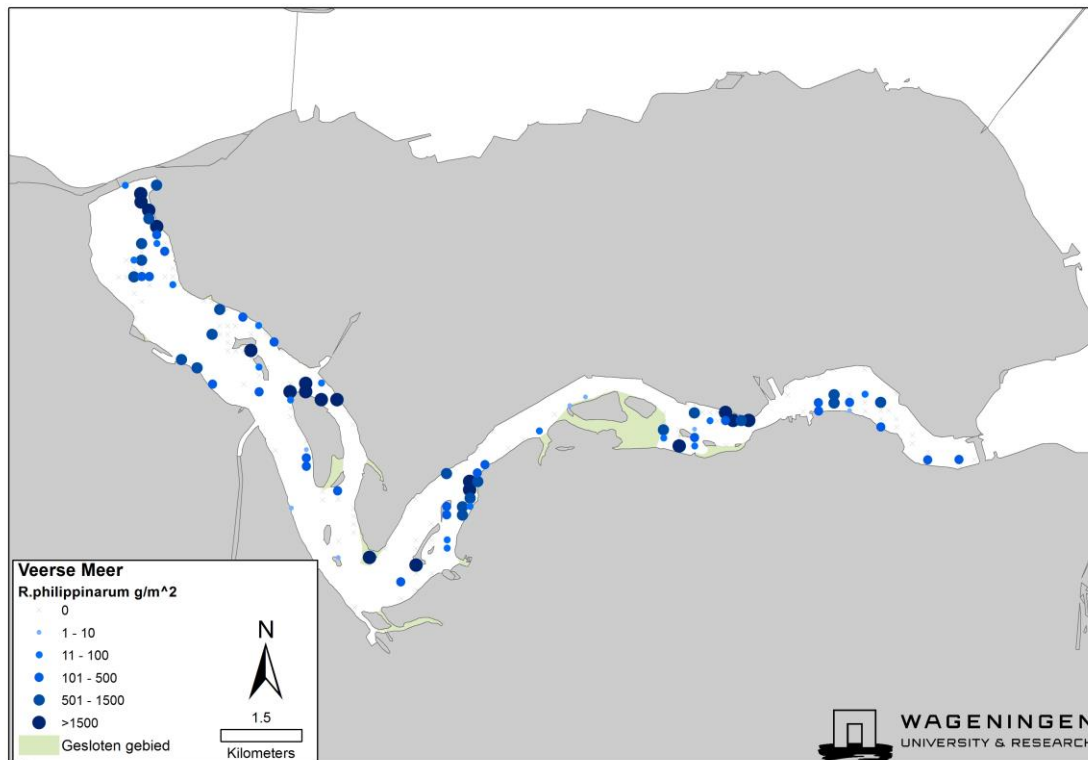 Veerse Meer
R.philippinarum g/m^2
0
1 - 10
11 - 100
101 - 500
501 - 1500
>1500
Gesloten gebied
N
1.5
Kilometers
WAGENINGEN
UNIVERSITY & RESEARCH